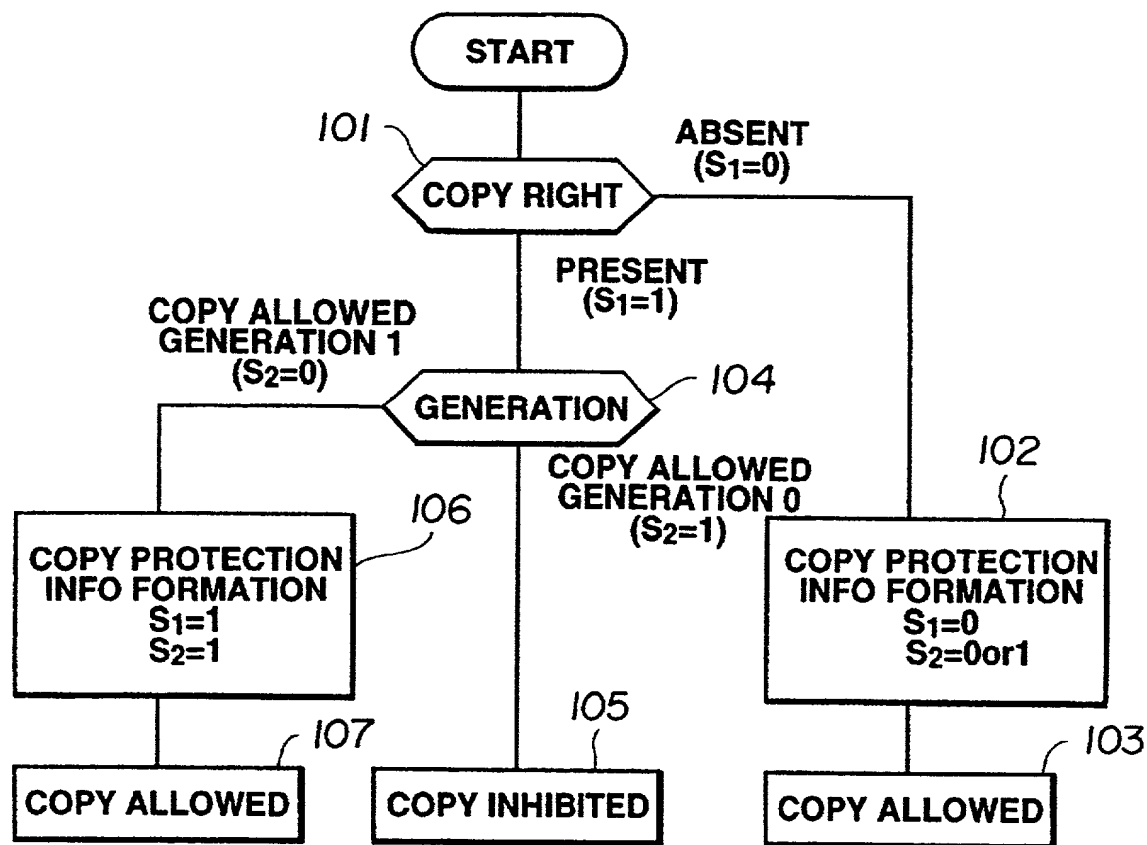 START
101
COPY RIGHT
ABSENT
(S1=0)
PRESENT
(S1=1)
COPY ALLOWED
GENERATION 1
(S2=0)
GENERATION
104
COPY ALLOWED
GENERATION 0
(S2=1)
106
COPY PROTECTION
INFO FORMATION
S1=1
S2=1
102
COPY PROTECTION
INFO FORMATION
S1=0
S2=0or1
107
COPY ALLOWED
105
COPY INHIBITED
103
COPY ALLOWED